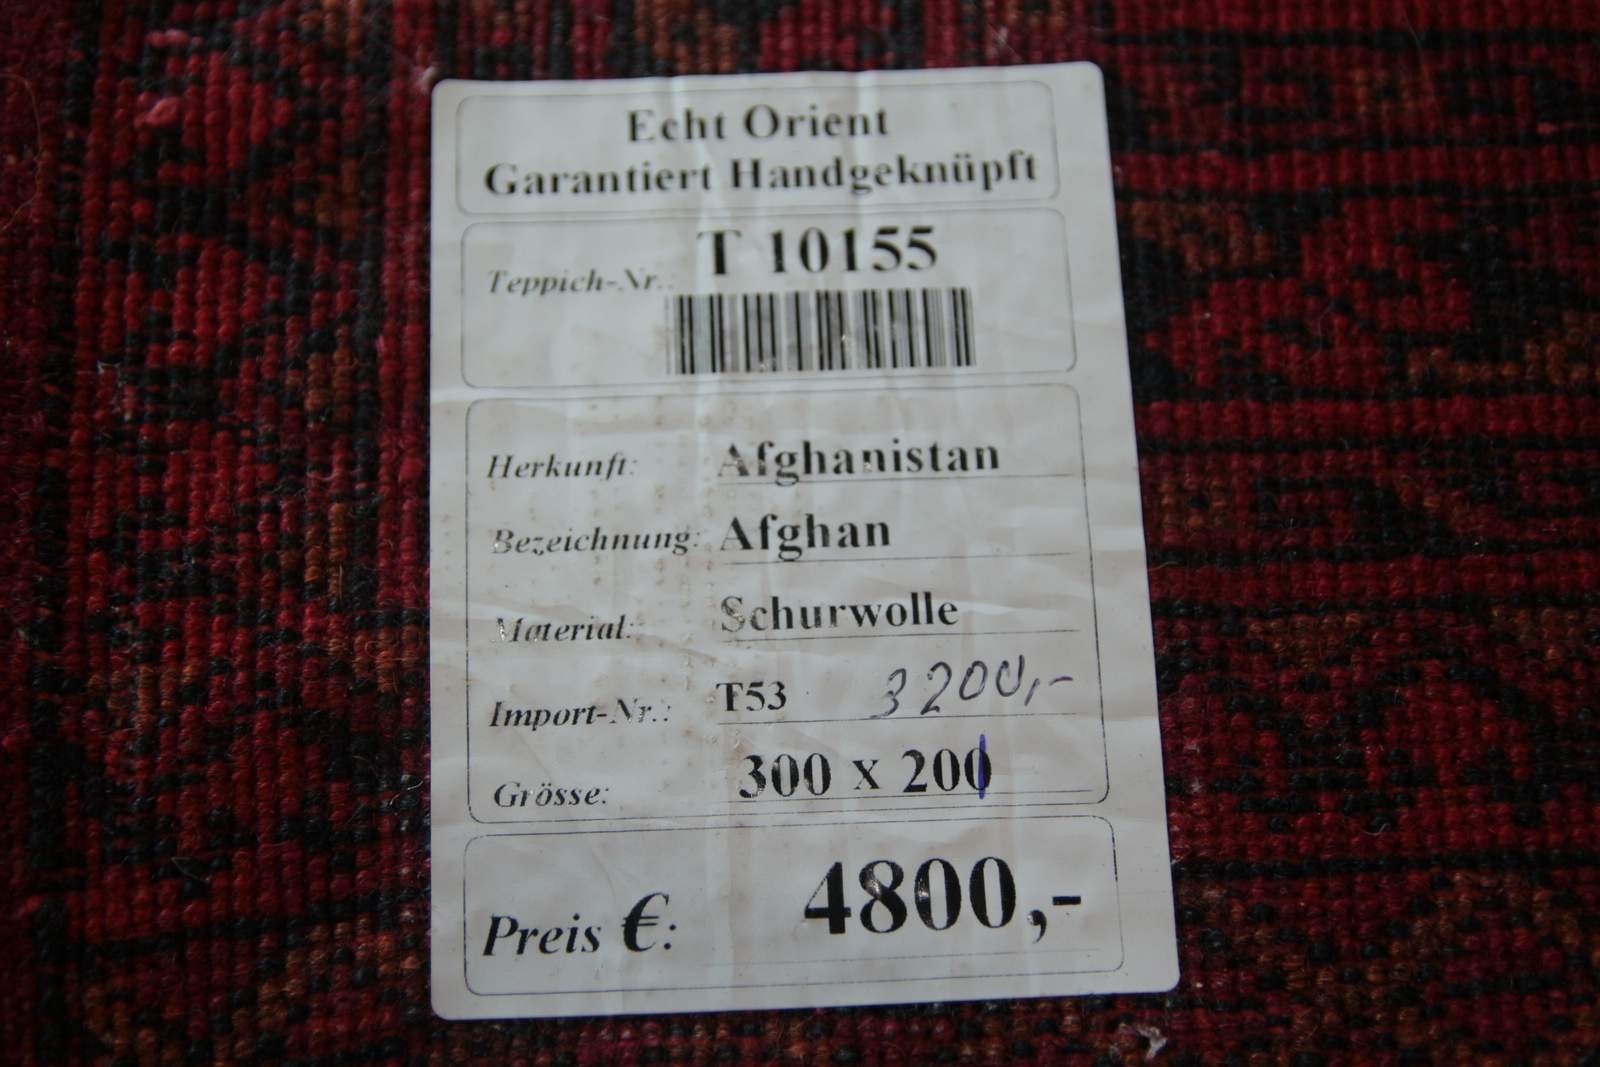 Echt Orient
Garantiert Handgeknüpft
Teppich-Nr.: T 10155
Herkunft: Afghanistan
Bezeichnung: Afghan
Material: Schurwolle
Import-Nr.: T53 3200,-
Grösse: 300 x 200
Preis €: 4800,-